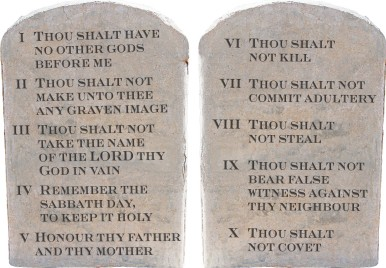 I THOU SHALT HAVE
NO OTHER GODS
BEFORE ME
II THOU SHALT NOT
MAKE UNTO THEE
ANY GRAVEN IMAGE
III THOU SHALT NOT
TAKE THE NAME
OF THE LORD THY
GOD IN VAIN
IV REMEMBER THE
SABBATH DAY,
TO KEEP IT HOLY
V HONOUR THY FATHER
AND THY MOTHER
VI THOU SHALT
NOT KILL
VII THOU SHALT NOT
COMMIT ADULTERY
VIII THOU SHALT
NOT STEAL
IX THOU SHALT NOT
BEAR FALSE
WITNESS AGAINST
THY NEIGHBOUR
X THOU SHALT
NOT COVET